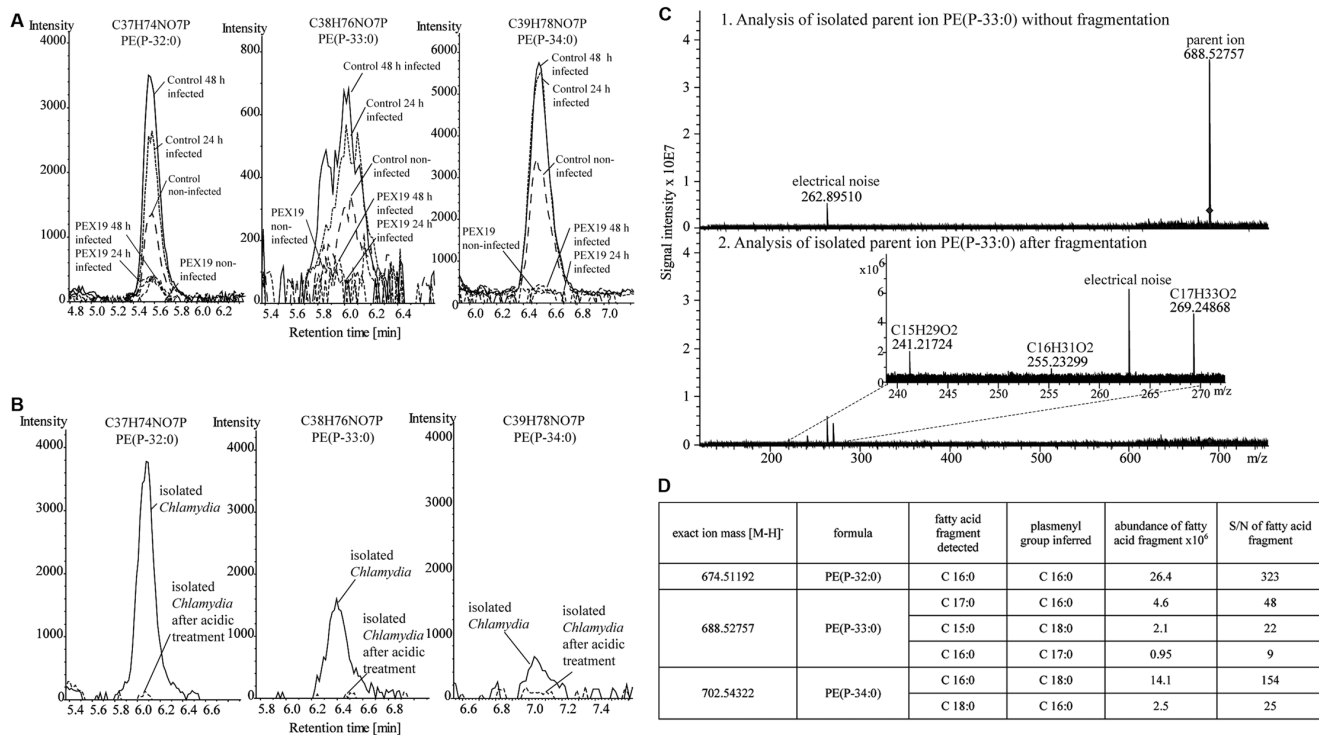 A
Intensity
C37H74NO7P
PE(P-32:0)
4000
3000
2000
1000
0
Control 48 h
infected
Control 24 h
infected
Control
non-infected
PEX19 48 h
infected
PEX19 24 h
infected
PEX19 non-
infected
4.8 5.0 5.2 5.4 5.6 5.8 6.0 6.2
Intensity
C38H76NO7P
PE(P-33:0)
800
600
400
200
0
Control 48 h infected
Control 24 h
infected
Control
non-infected
PEX19 48 h
infected
PEX19 24 h
infected
PEX19
non-
infected
5.4 5.6 5.8 6.0 6.2 6.4
Retention time [min]
Intensity
C39H78NO7P
PE(P-34:0)
6000
5000
4000
3000
2000
1000
0
Control 48 h
infected
Control 24 h
infected
Control non-
infected
PEX19
non-infected
PEX19 48 h
infected
PEX19 24 h
infected
6.0 6.2 6.4 6.6 6.8 7.0
B
Intensity
C37H74NO7P
PE(P-32:0)
4000
3000
2000
1000
0
isolated
Chlamydia
isolated
Chlamydia
after acidic
treatment
5.4 5.6 5.8 6.0 6.2 6.4 6.6
Intensity
C38H76NO7P
PE(P-33:0)
4000
3000
2000
1000
0
isolated
Chlamydia
isolated
Chlamydia
after acidic
treatment
5.8 6.0 6.2 6.4 6.6 6.8
Retention time [min]
Intensity
C39H78NO7P
PE(P-34:0)
4000
3000
2000
1000
0
isolated
Chlamydia
isolated
Chlamydia
after acidic
treatment
6.6 6.8 7.0 7.2 7.4
C
1. Analysis of isolated parent ion PE(P-33:0) without fragmentation
parent ion
688.52757
electrical noise
262.89510
4
3
2
1
0
Signal intensity x 10E7
2. Analysis of isolated parent ion PE(P-33:0) after fragmentation
x10⁶
6
4
2
0
electrical noise
C17H33O2
269.24868
C15H29O2
241.21724
C16H31O2
255.23299
240 245 250 255 260 265 270 m/z
4
3
2
1
0
200 300 400 500 600 700 m/z
D
exact ion mass [M-H]⁻ formula fatty acid fragment detected plasmenyl group inferred abundance of fatty acid fragment x10⁶ S/N of fatty acid fragment
674.51192 PE(P-32:0) C 16:0 C 16:0 26.4 323
688.52757 PE(P-33:0) C 17:0 C 16:0 4.6 48
C 15:0 C 18:0 2.1 22
C 16:0 C 17:0 0.95 9
702.54322 PE(P-34:0) C 16:0 C 18:0 14.1 154
C 18:0 C 16:0 2.5 25